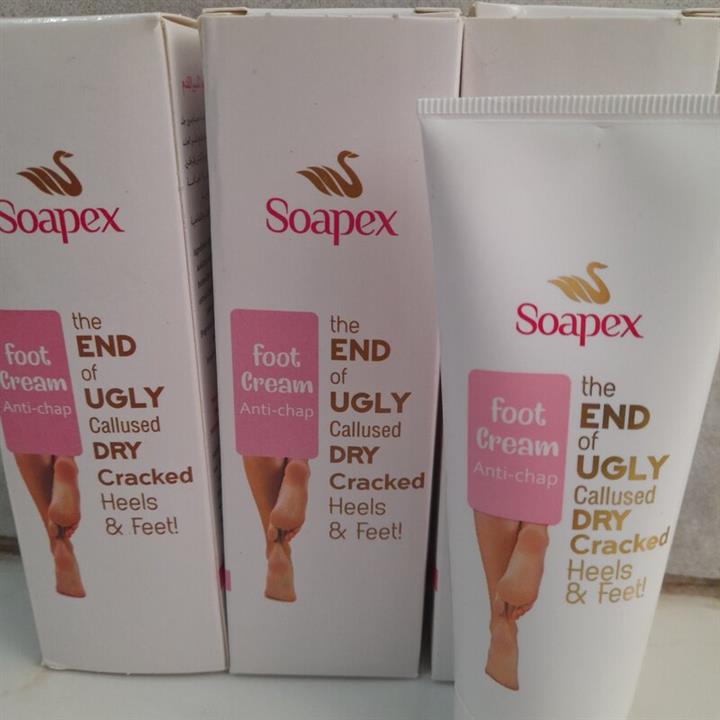 Soapex
foot
Cream
Anti-chap
the
END
of
UGLY
Callused
DRY
Cracked
Heels
& Feet!
Soapex
foot
Cream
Anti-chap
the
END
of
UGLY
Callused
DRY
Cracked
Heels
& Feet!
Soapex
foot
Cream
Anti-chap
the
END
of
UGLY
Callused
DRY
Cracked
Heels
& Feet!